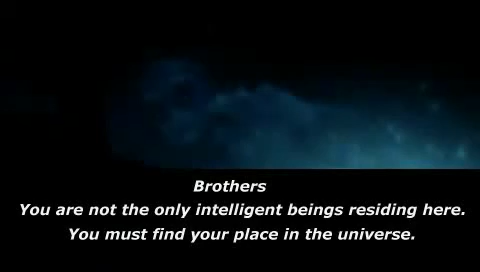 Brothers
You are not the only intelligent beings residing here.
You must find your place in the universe.